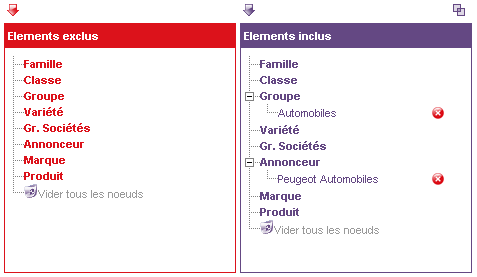 Elements exclus
Famille
Classe
Groupe
Variété
Gr. Sociétés
Annonceur
Marque
Produit
Vider tous les noeuds
Elements inclus
Famille
Classe
Groupe
Automobiles
Variété
Gr. Sociétés
Annonceur
Peugeot Automobiles
Marque
Produit
Vider tous les noeuds